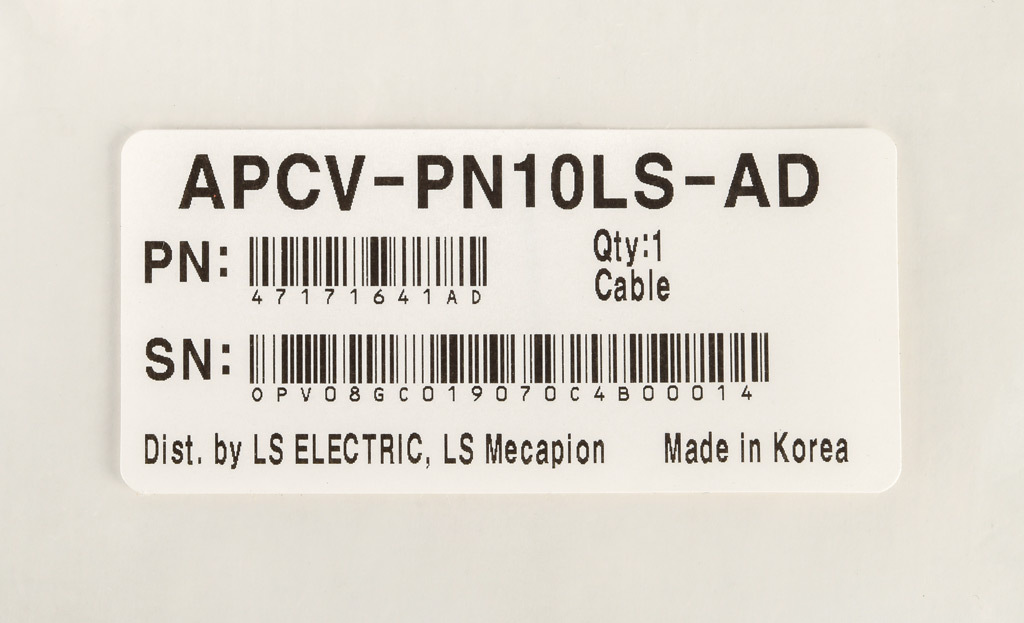 APCV-PN10LS-AD
PN:
47171641AD
Qty:1
Cable
SN:
0PV08GC019070C4B00014
Dist. by LS ELECTRIC, LS Mecapion
Made in Korea